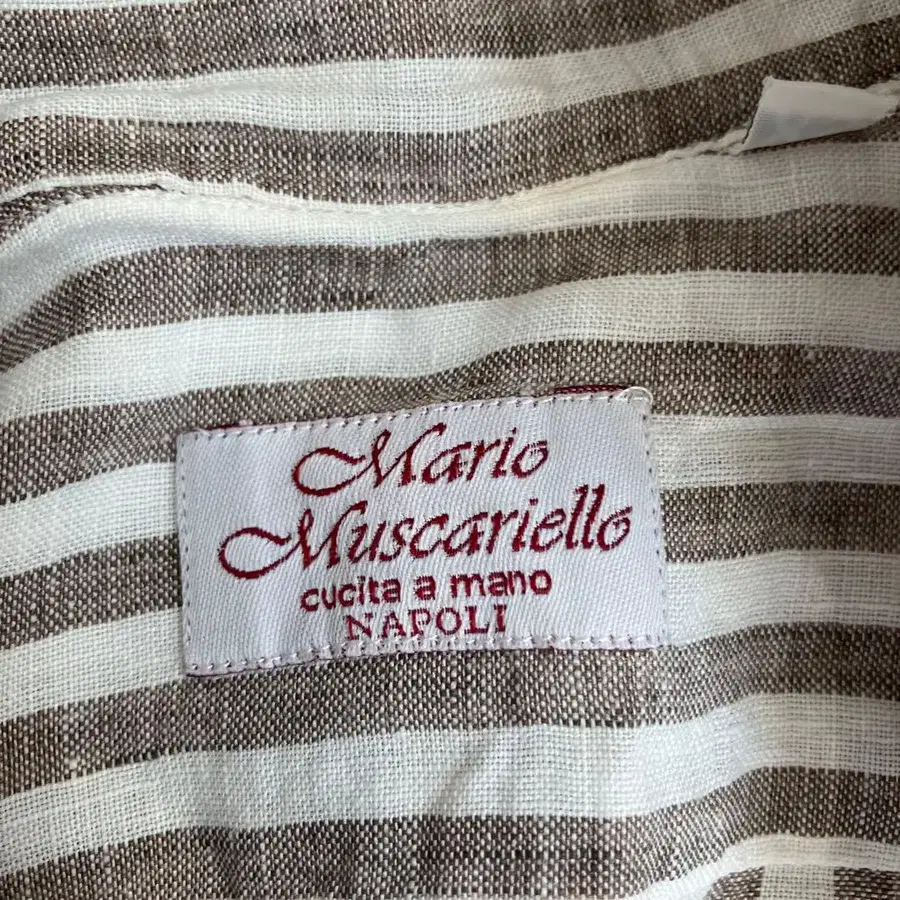 Mario
Muscariello
cucita a mano
NAPOLI